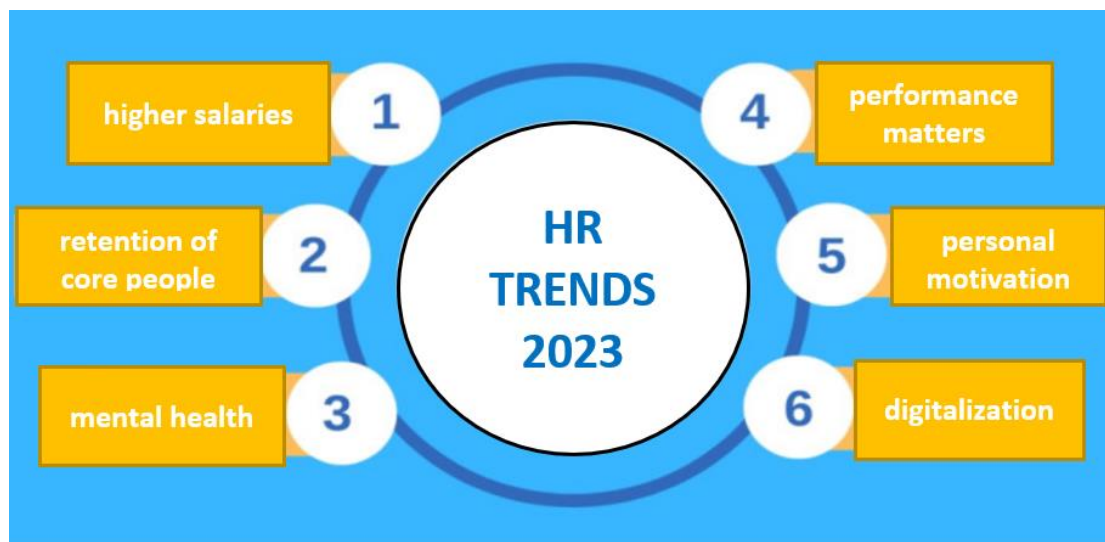 higher salaries
1
retention of
core people
2
mental health
3
HR
TRENDS
2023
4
performance
matters
5
personal
motivation
6
digitalization